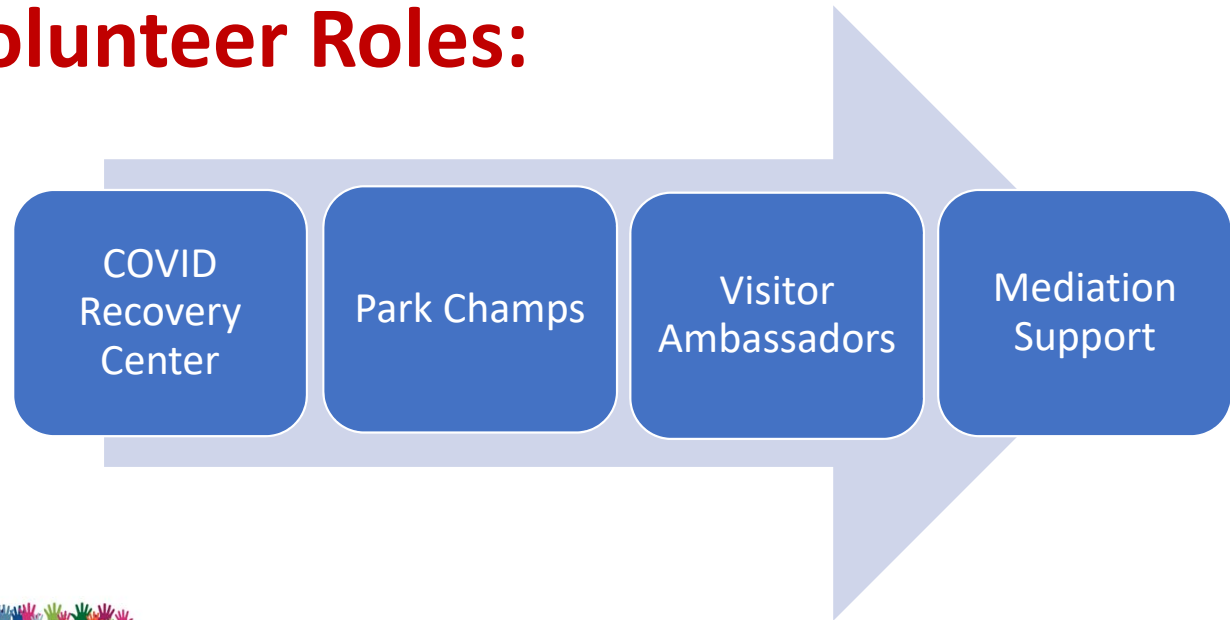 olunteer Roles:
COVID
Recovery
Center
Park Champs
Visitor
Ambassadors
Mediation
Support